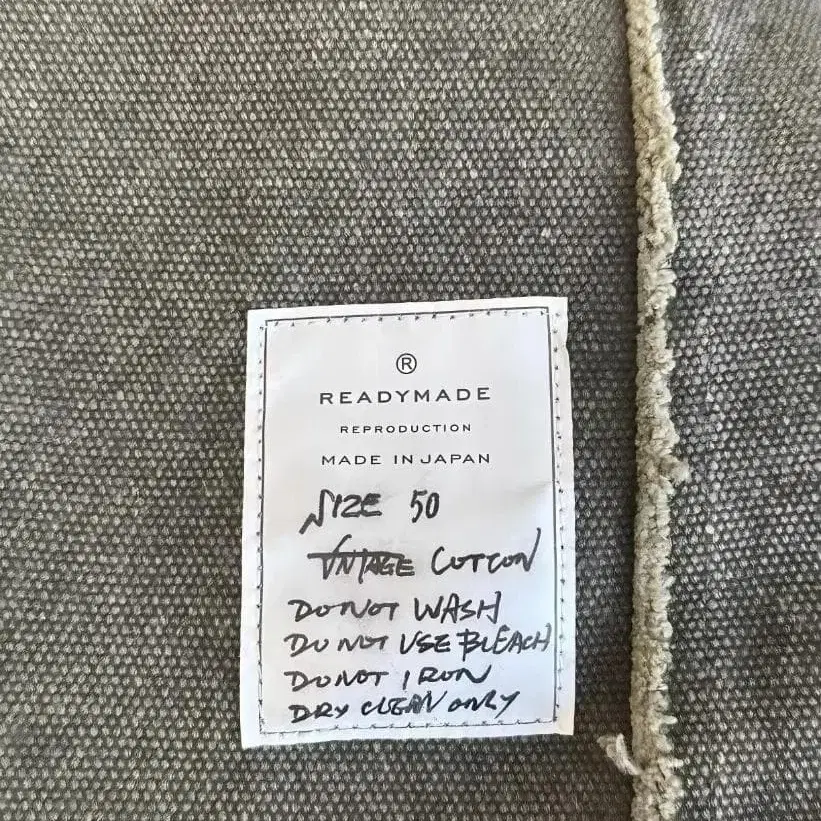 ®
READYMADE
REPRODUCTION
MADE IN JAPAN
SIZE 50
VNTAGE COTTON
DO NOT WASH
DO NOT USE BLEACH
DO NOT IRON
DRY CLEAN ONLY